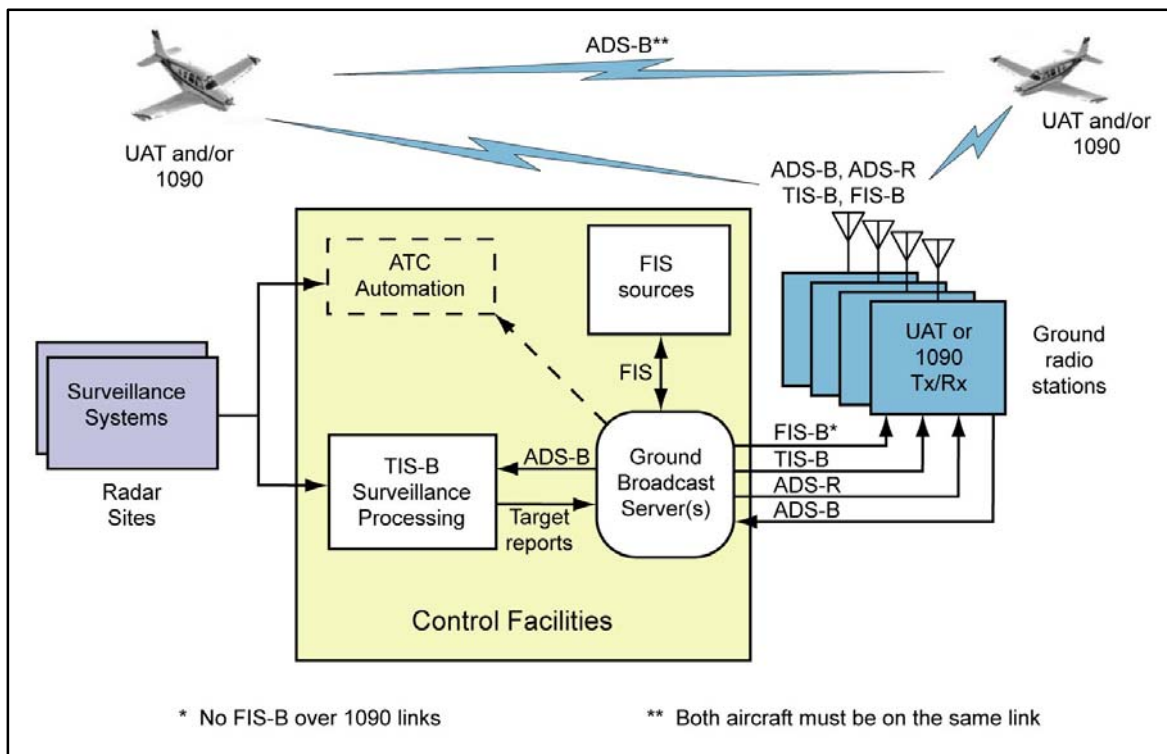 ADS-B**
UAT and/or
1090
UAT and/or
1090
ADS-B, ADS-R
TIS-B, FIS-B
ATC
Automation
FIS
sources
UAT or
1090
Tx/Rx
Ground
radio
stations
Surveillance
Systems
Radar
Sites
FIS
TIS-B
Surveillance
Processing
ADS-B
Target
reports
Ground
Broadcast
Server(s)
FIS-B*
TIS-B
ADS-R
ADS-B
Control Facilities
* No FIS-B over 1090 links
** Both aircraft must be on the same link